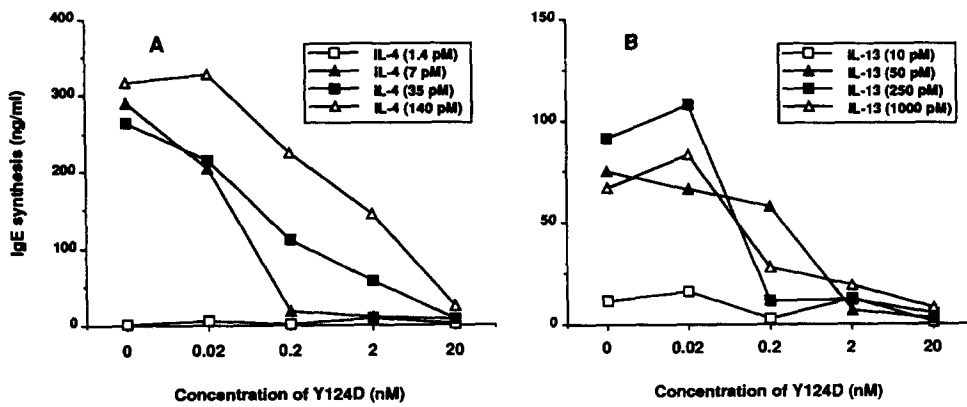 A
IL-4 (1.4 pM)
IL-4 (7 pM)
IL-4 (35 pM)
IL-4 (140 pM)
IgE synthesis (ng/ml)
400
300
200
100
0
0 0.02 0.2 2 20
Concentration of Y124D (nM)
B
IL-13 (10 pM)
IL-13 (50 pM)
IL-13 (250 pM)
IL-13 (1000 pM)
150
100
50
0
0 0.02 0.2 2 20
Concentration of Y124D (nM)